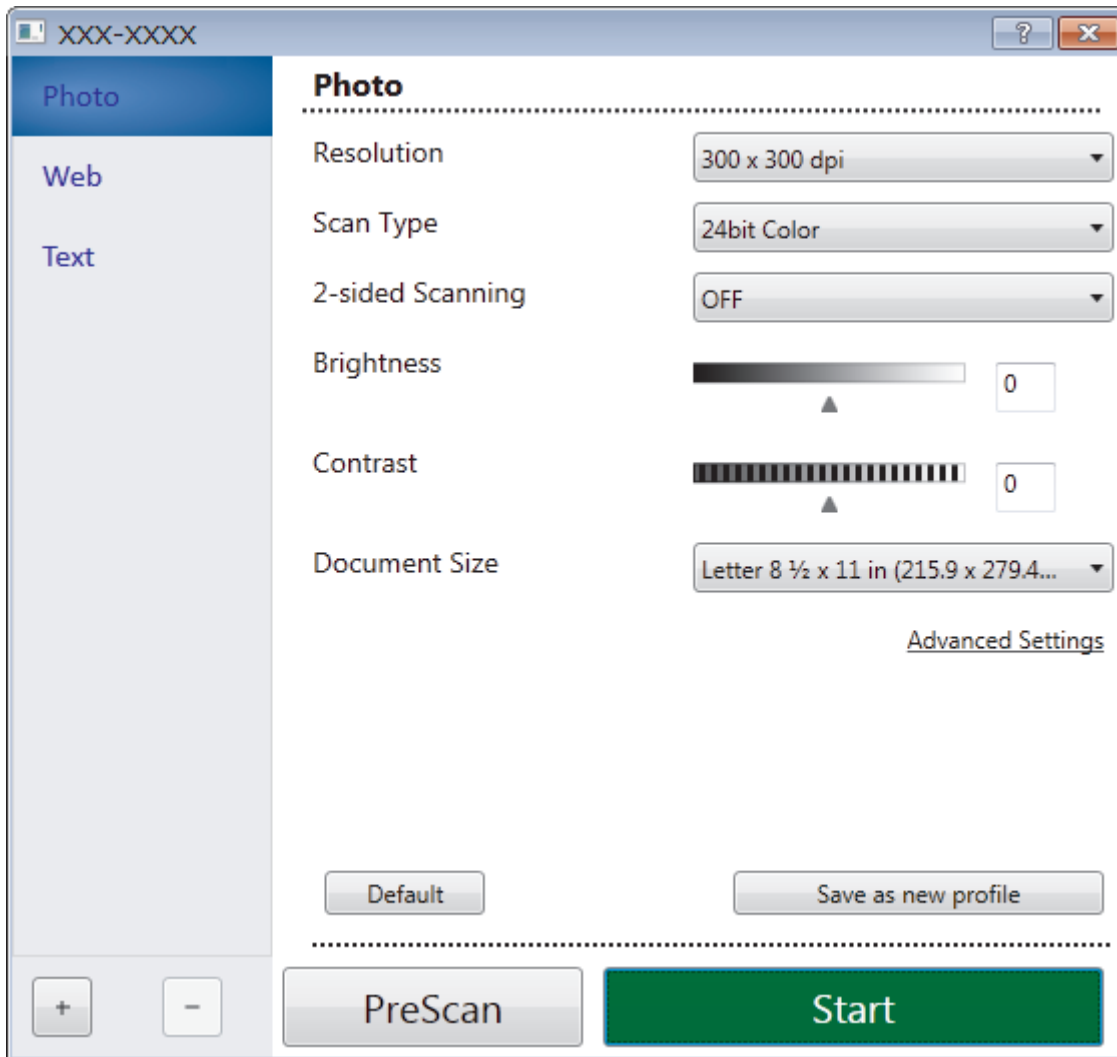 XXX-XXXX
?
Photo
Web
Text
Photo
Resolution
300 x 300 dpi
Scan Type
24bit Color
2-sided Scanning
OFF
Brightness
0
Contrast
0
Document Size
Letter 8 ½ x 11 in (215.9 x 279.4...
Advanced Settings
Default
Save as new profile
+
-
PreScan
Start